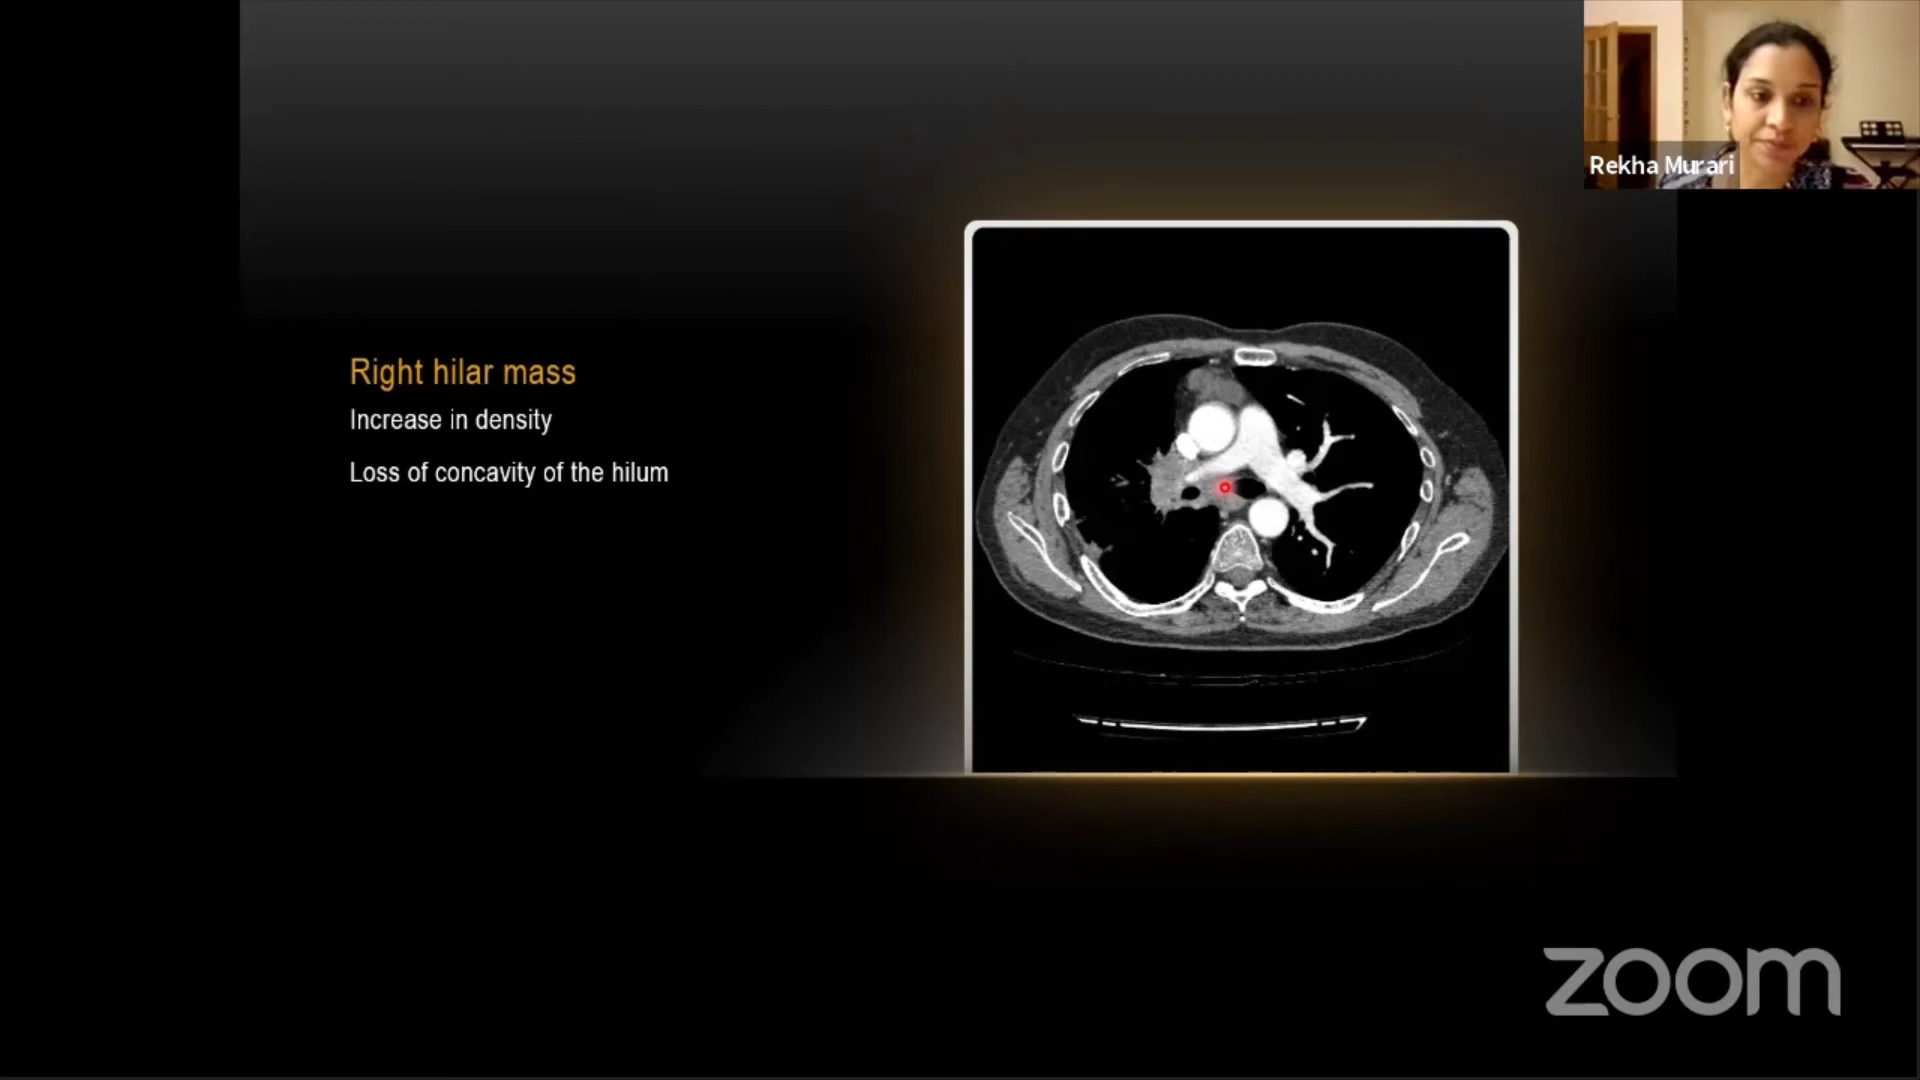 Rekha Murari
Right hilar mass
Increase in density
Loss of concavity of the hilum
zoom